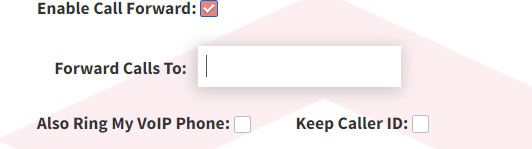 Enable Call Forward:
Forward Calls To:
Also Ring My VoIP Phone: Keep Caller ID: